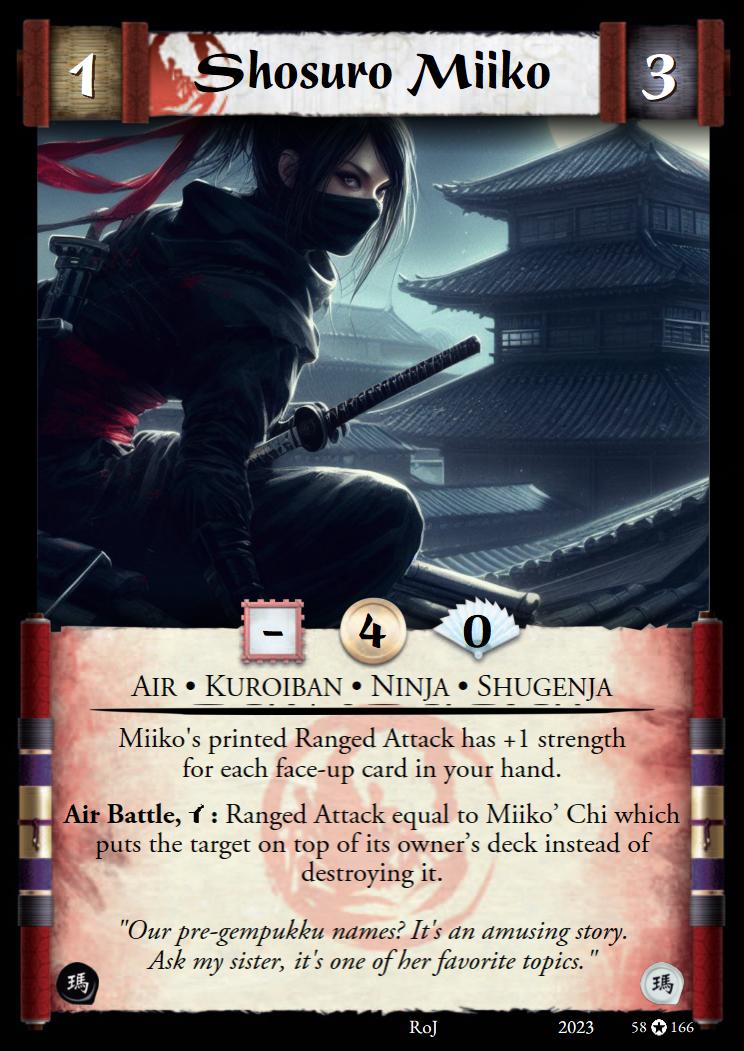 1
Shosuro Miiko
3
-
4
0
AIR • KUROIBAN • NINJA • SHUGENJA
Miiko's printed Ranged Attack has +1 strength
for each face-up card in your hand.
Air Battle, : Ranged Attack equal to Miiko’ Chi which
puts the target on top of its owner’s deck instead of
destroying it.
"Our pre-gempukku names? It's an amusing story.
Ask my sister, it's one of her favorite topics."
瑪
瑪
RoJ
2023
58 ✪ 166